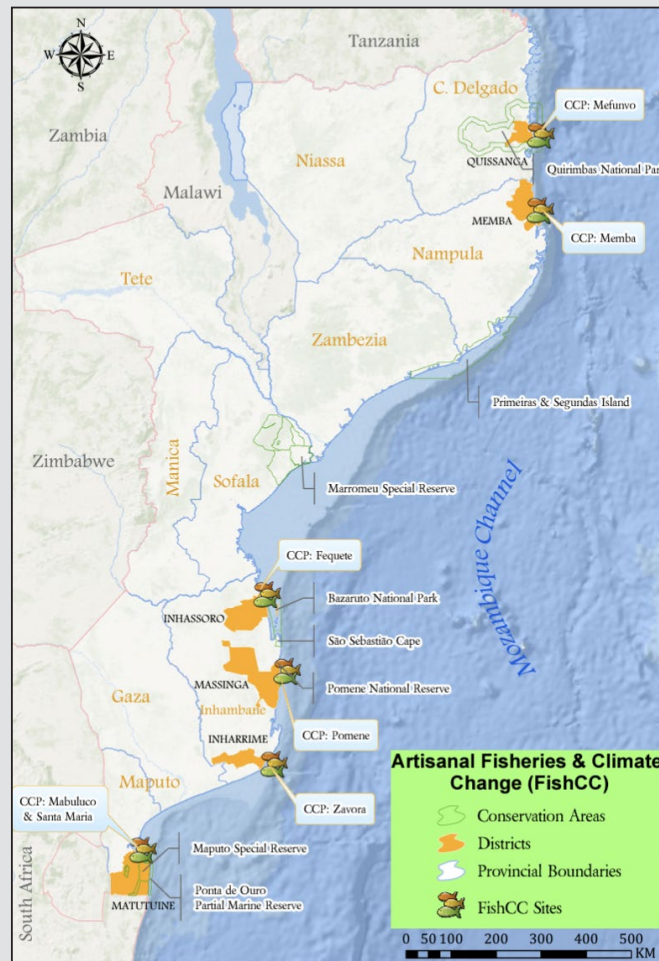 N
W
E
S
Tanzania
C. Delgado
CCP: Mefunvo
Zambia
Niassa
QUISSANGA
Quirimbas National Par
Malawi
MEMBA
CCP: Memba
Nampula
Tete
Zambezia
Primeiras & Segundas Island
Zimbabwe
Manica
Sofala
Marromeu Special Reserve
Mozambique Channel
CCP: Fequete
Bazaruto National Park
INHASSORO
São Sebastião Cape
MASSINGA
Pomene National Reserve
Gaza
Inhambane
CCP: Pomene
INHARRIME
Maputo
CCP: Zavora
CCP: Mabuluco
& Santa Maria
Maputo Special Reserve
Ponta de Ouro
Partial Marine Reserve
MATUTUINE
South Africa
Artisanal Fisheries & Climate
Change (FishCC)
Conservation Areas
Districts
Provincial Boundaries
FishCC Sites
0 50 100 200 300 400 500
KM